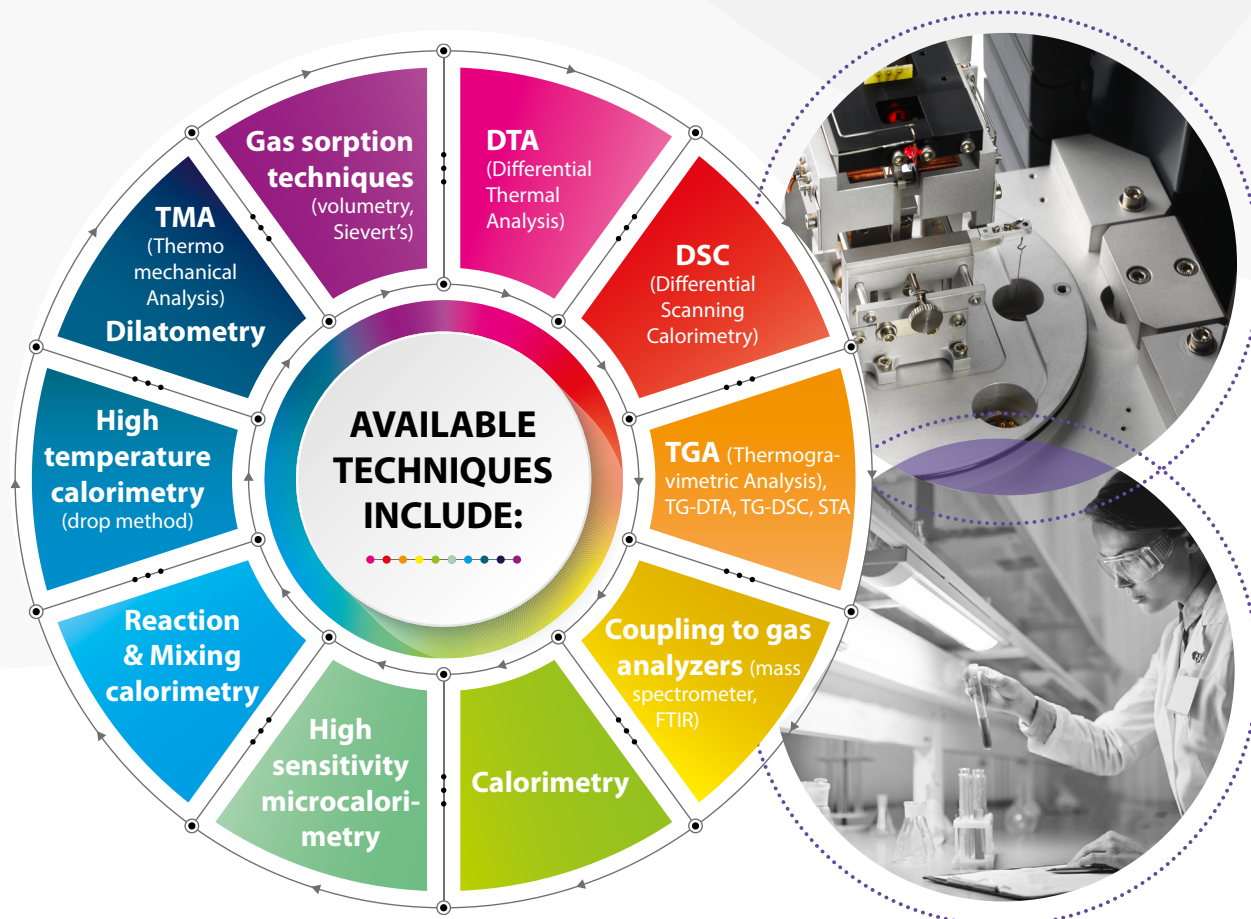 AVAILABLE
TECHNIQUES
INCLUDE:
DTA
(Differential
Thermal
Analysis)
DSC
(Differential
Scanning
Calorimetry)
TGA (Thermogra-
vimetric Analysis),
TG-DTA, TG-DSC, STA
Coupling to gas
analyzers (mass
spectrometer,
FTIR)
Calorimetry
High
sensitivity
microcalori-
metry
Reaction
& Mixing
calorimetry
High
temperature
calorimetry
(drop method)
TMA
(Thermo
mechanical
Analysis)
Dilatometry
Gas sorption
techniques
(volumetry,
Sievert’s)